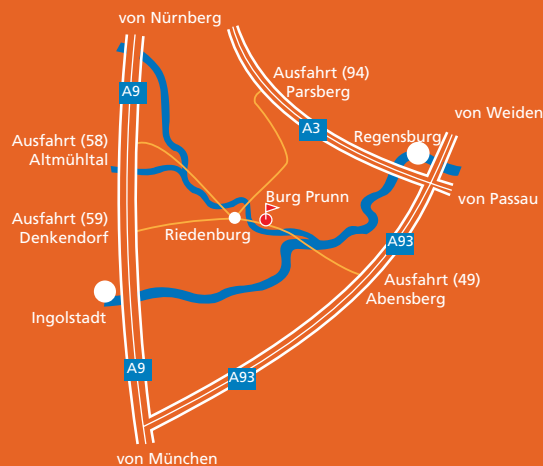 von Nürnberg
Ausfahrt (94)
Parsberg
A9
von Weiden
A3
Ausfahrt (58)
Altmühltal
Regensburg
von Passau
Burg Prunn
Ausfahrt (59)
Denkendorf
Riedenburg
A93
Ausfahrt (49)
Abensberg
Ingolstadt
A9
A93
von München